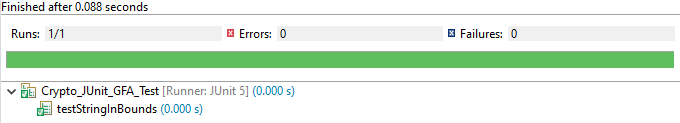 Finished after 0.088 seconds
Runs: 1/1 Errors: 0 Failures: 0
Crypto_JUnit_GFA_Test [Runner: JUnit 5] (0.000 s)
testStringInBounds (0.000 s)